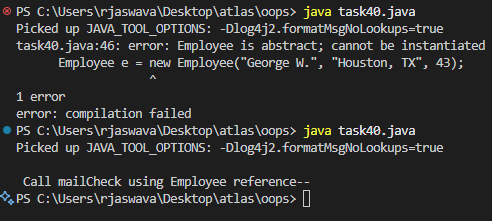 PS C:\Users\rjaswava\Desktop\atlas\oops> java task40.java
Picked up JAVA_TOOL_OPTIONS: -Dlog4j2.formatMsgNoLookups=true
task40.java:46: error: Employee is abstract; cannot be instantiated
      Employee e = new Employee("George W.", "Houston, TX", 43);
                   ^
1 error
error: compilation failed
PS C:\Users\rjaswava\Desktop\atlas\oops> java task40.java
Picked up JAVA_TOOL_OPTIONS: -Dlog4j2.formatMsgNoLookups=true
 Call mailCheck using Employee reference--
PS C:\Users\rjaswava\Desktop\atlas\oops>